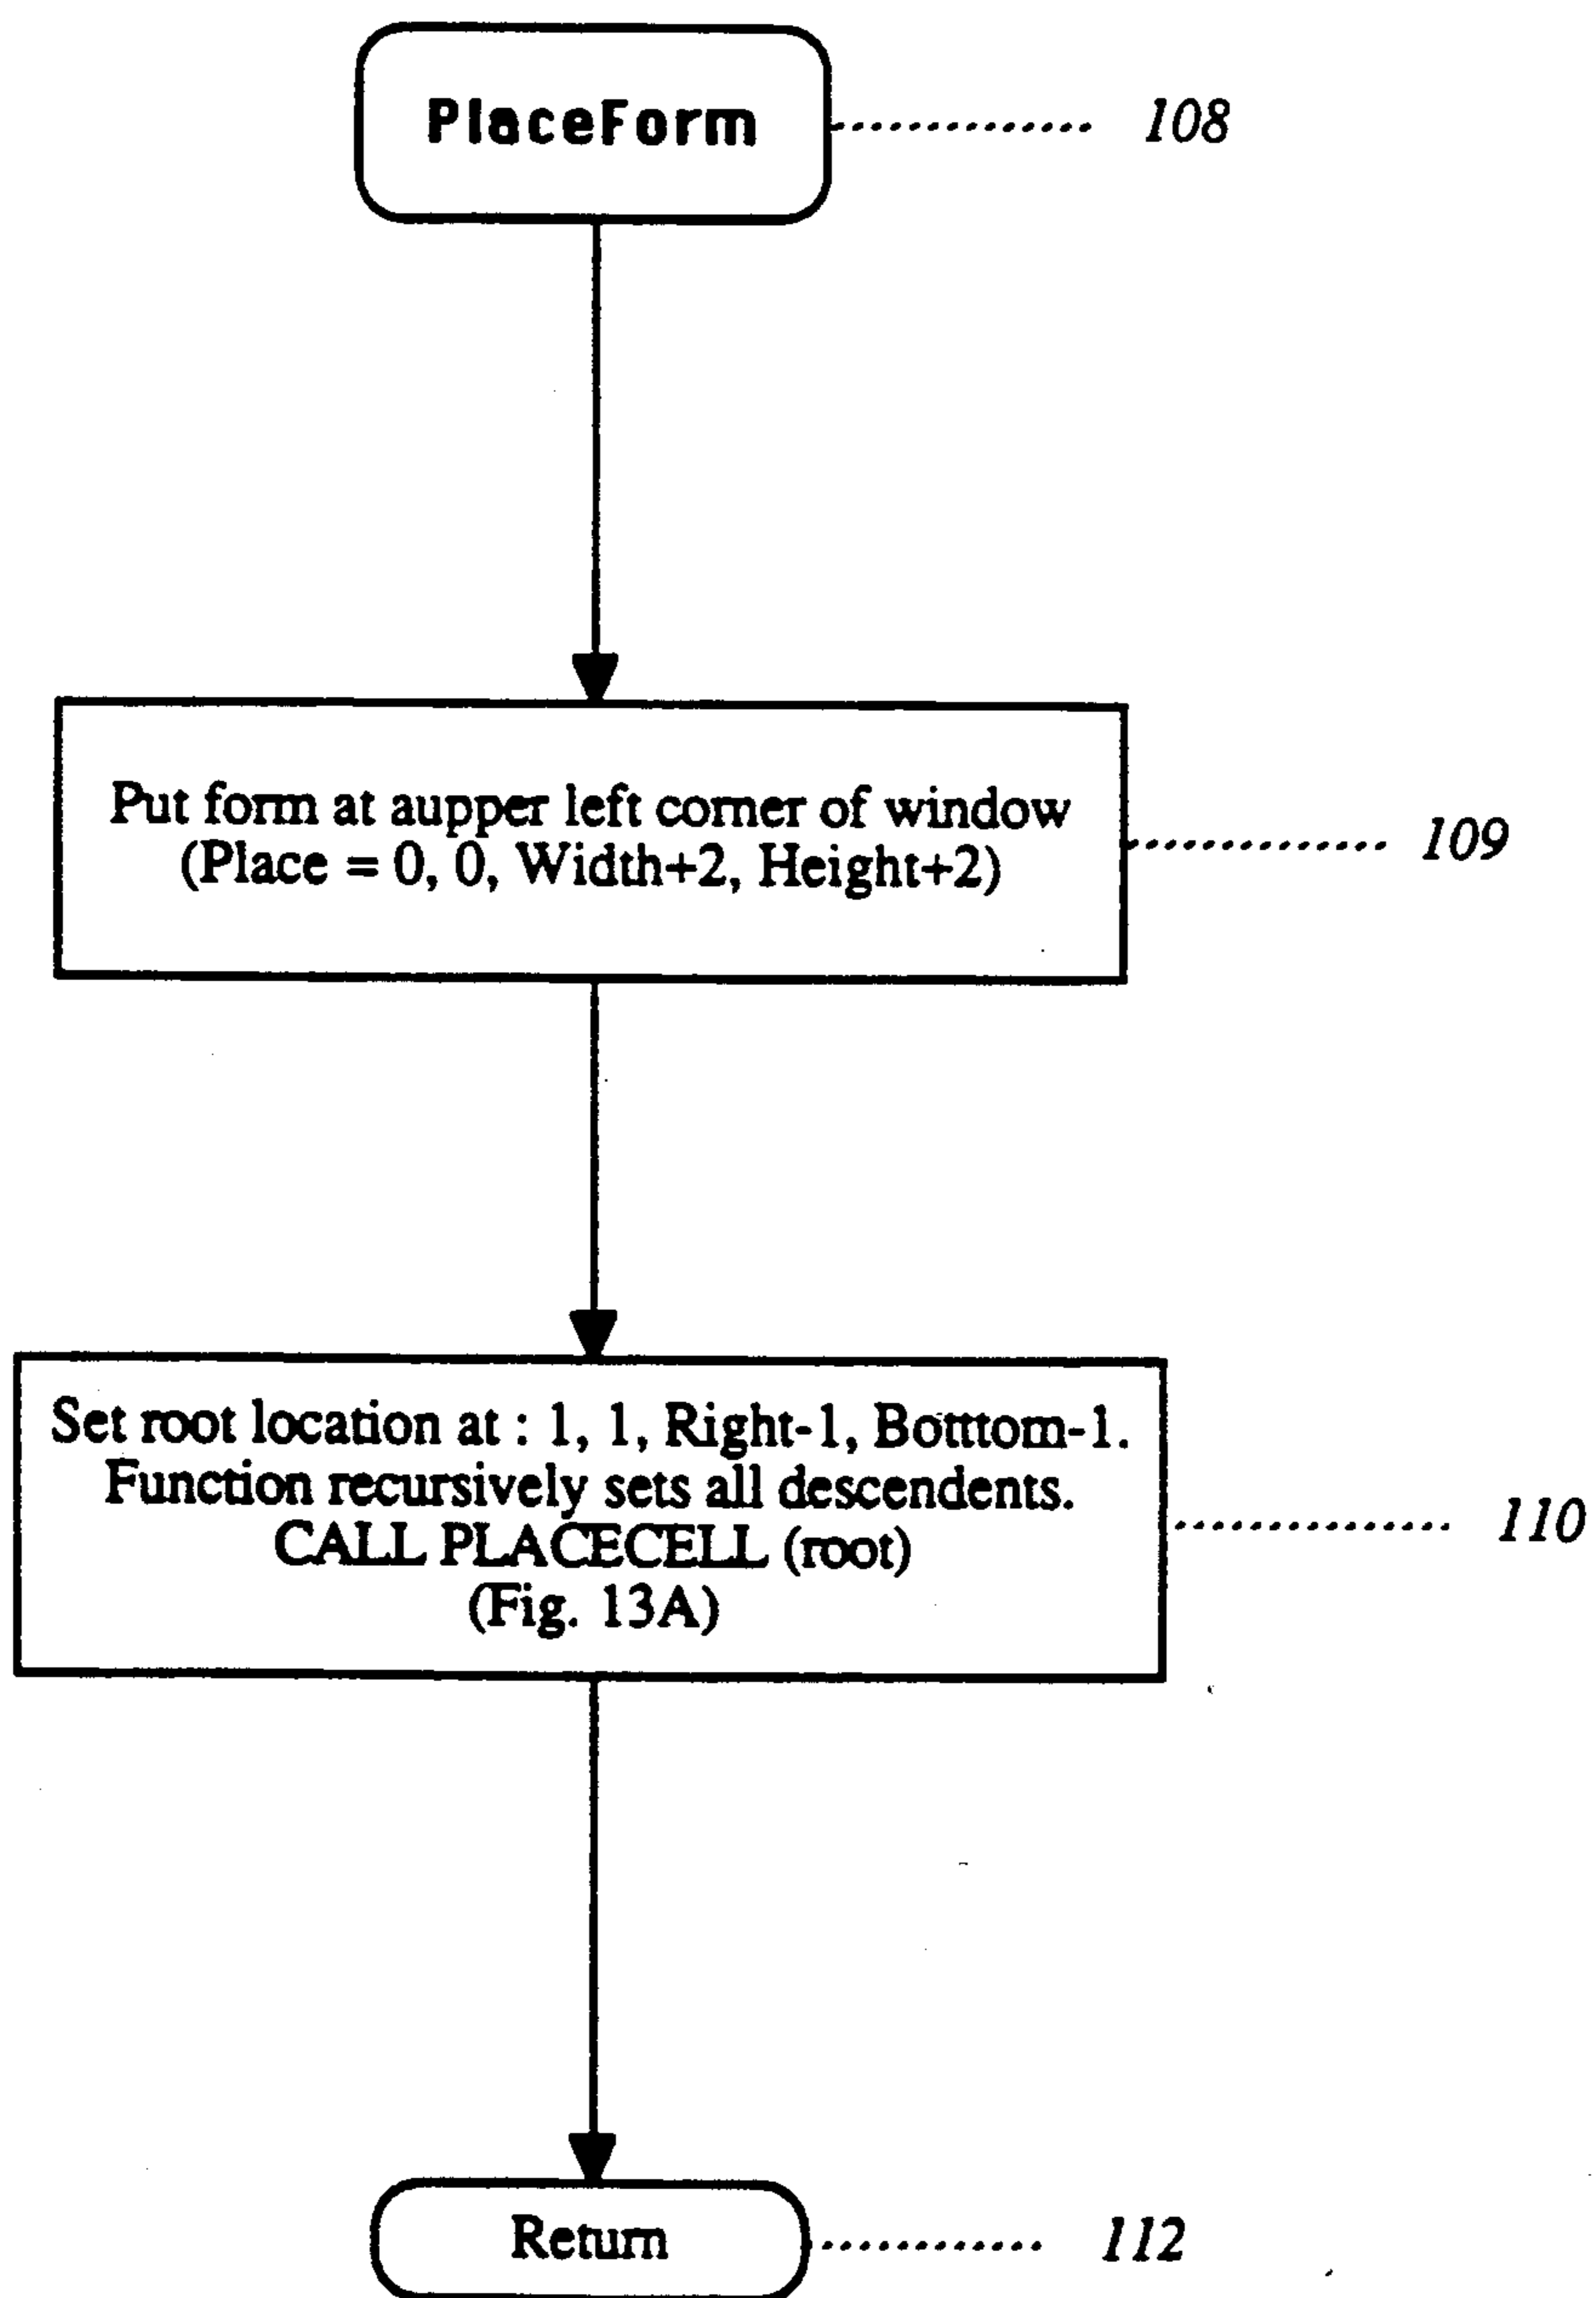 PlaceForm
108
Put form at aupper left corner of window
(Place = 0, 0, Width+2, Height+2)
109
Set root location at : 1, 1, Right-1, Botttom-1.
Function recursively sets all descendents.
CALL PLACECELL (root)
(Fig. 13A)
110
Return
112